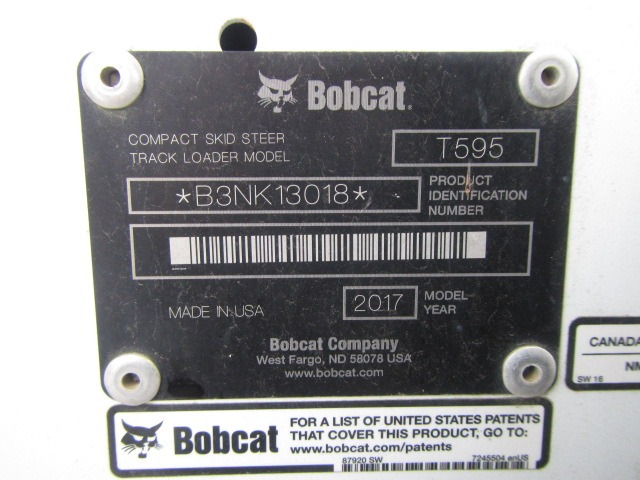 Bobcat.
COMPACT SKID STEER
TRACK LOADER MODEL
T595
*B3NK13018*
PRODUCT
IDENTIFICATION
NUMBER
MADE IN USA
2017
MODEL
YEAR
Bobcat Company
West Fargo, ND 58078 USA
www.bobcat.com
CANADA
NM
SW 16
Bobcat
FOR A LIST OF UNITED STATES PATENTS
THAT COVER THIS PRODUCT, GO TO:
www.bobcat.com/patents
87920 SW
7245504 enUS